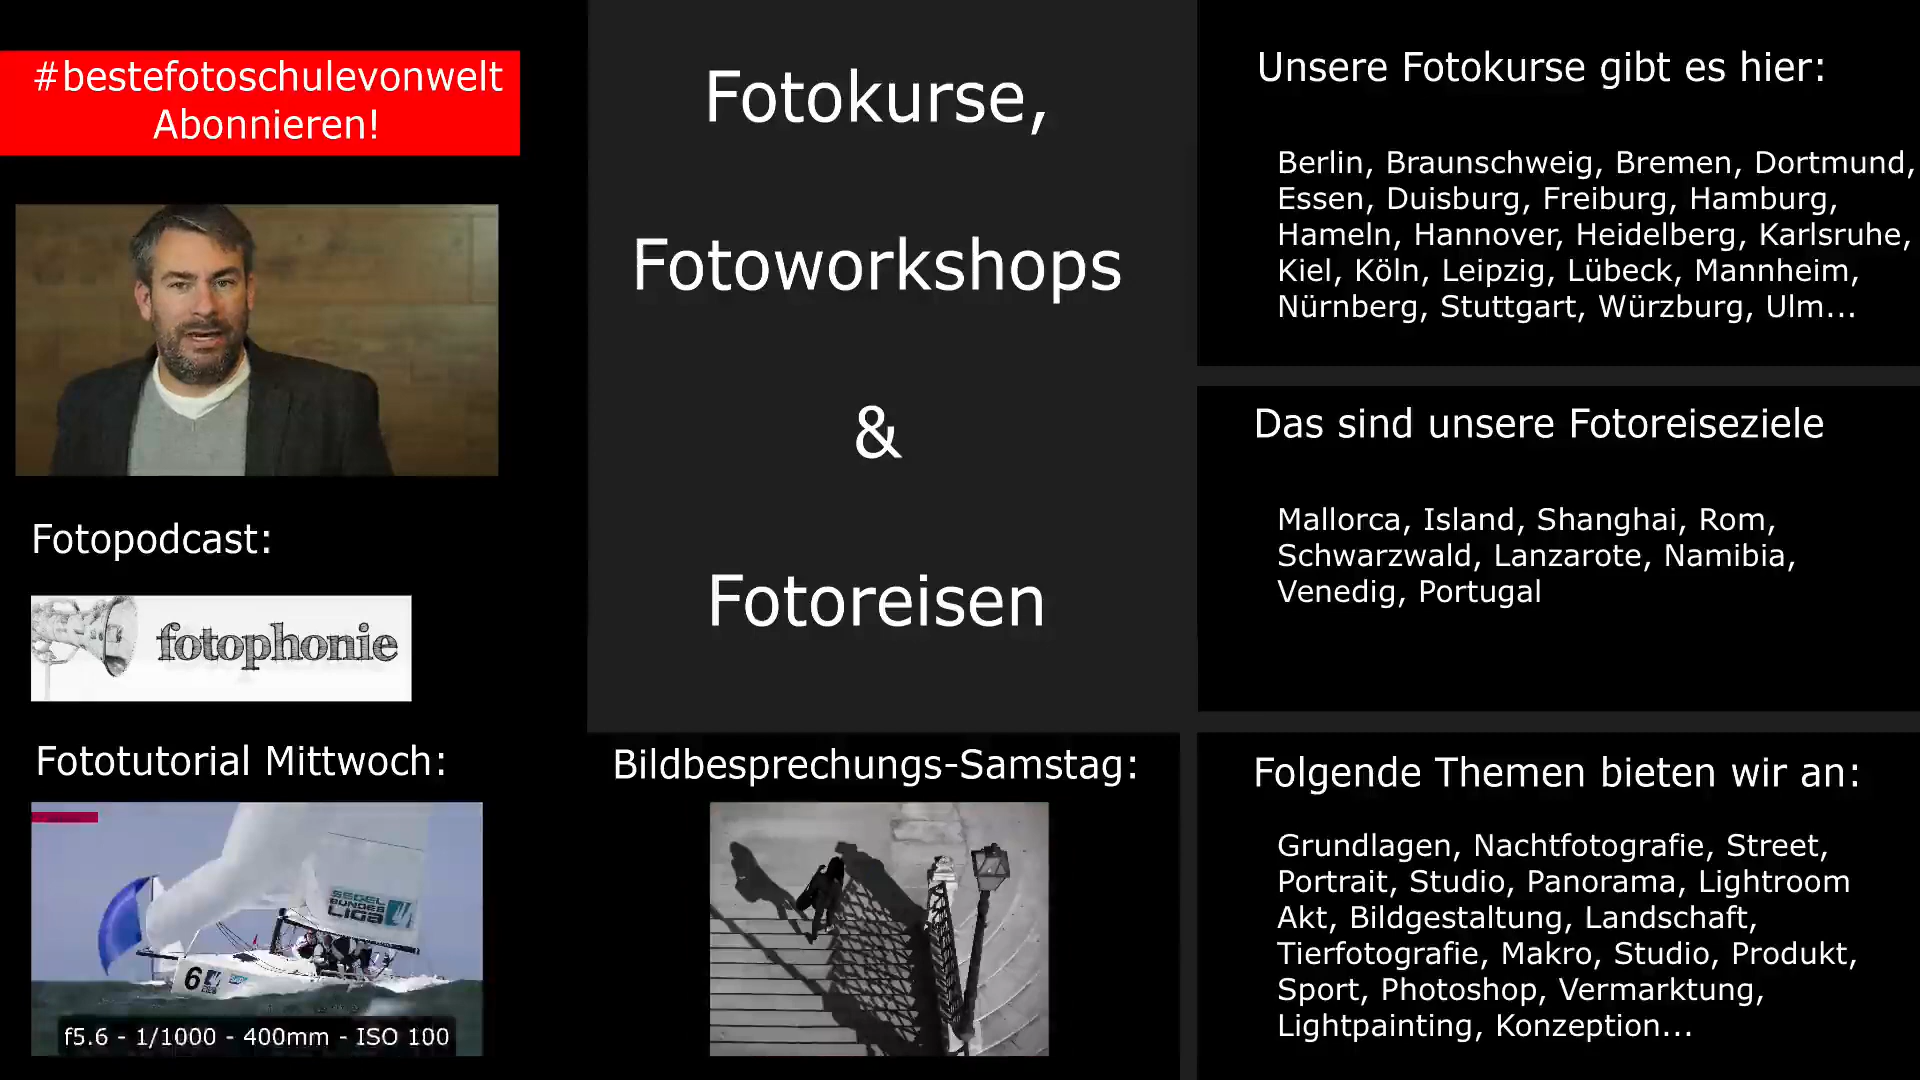 #bestefotoschulevonwelt
Abonnieren!
Fotopodcast:
fotophonie
Fototutorial Mittwoch:
SEGEL
BUNDES
LIGA
6
f5.6 - 1/1000 - 400mm - ISO 100
Fotokurse,
Fotoworkshops
&
Fotoreisen
Bildbesprechungs-Samstag:
Unsere Fotokurse gibt es hier:
Berlin, Braunschweig, Bremen, Dortmund,
Essen, Duisburg, Freiburg, Hamburg,
Hameln, Hannover, Heidelberg, Karlsruhe,
Kiel, Köln, Leipzig, Lübeck, Mannheim,
Nürnberg, Stuttgart, Würzburg, Ulm...
Das sind unsere Fotoreiseziele
Mallorca, Island, Shanghai, Rom,
Schwarzwald, Lanzarote, Namibia,
Venedig, Portugal
Folgende Themen bieten wir an:
Grundlagen, Nachtfotografie, Street,
Portrait, Studio, Panorama, Lightroom
Akt, Bildgestaltung, Landschaft,
Tierfotografie, Makro, Studio, Produkt,
Sport, Photoshop, Vermarktung,
Lightpainting, Konzeption...